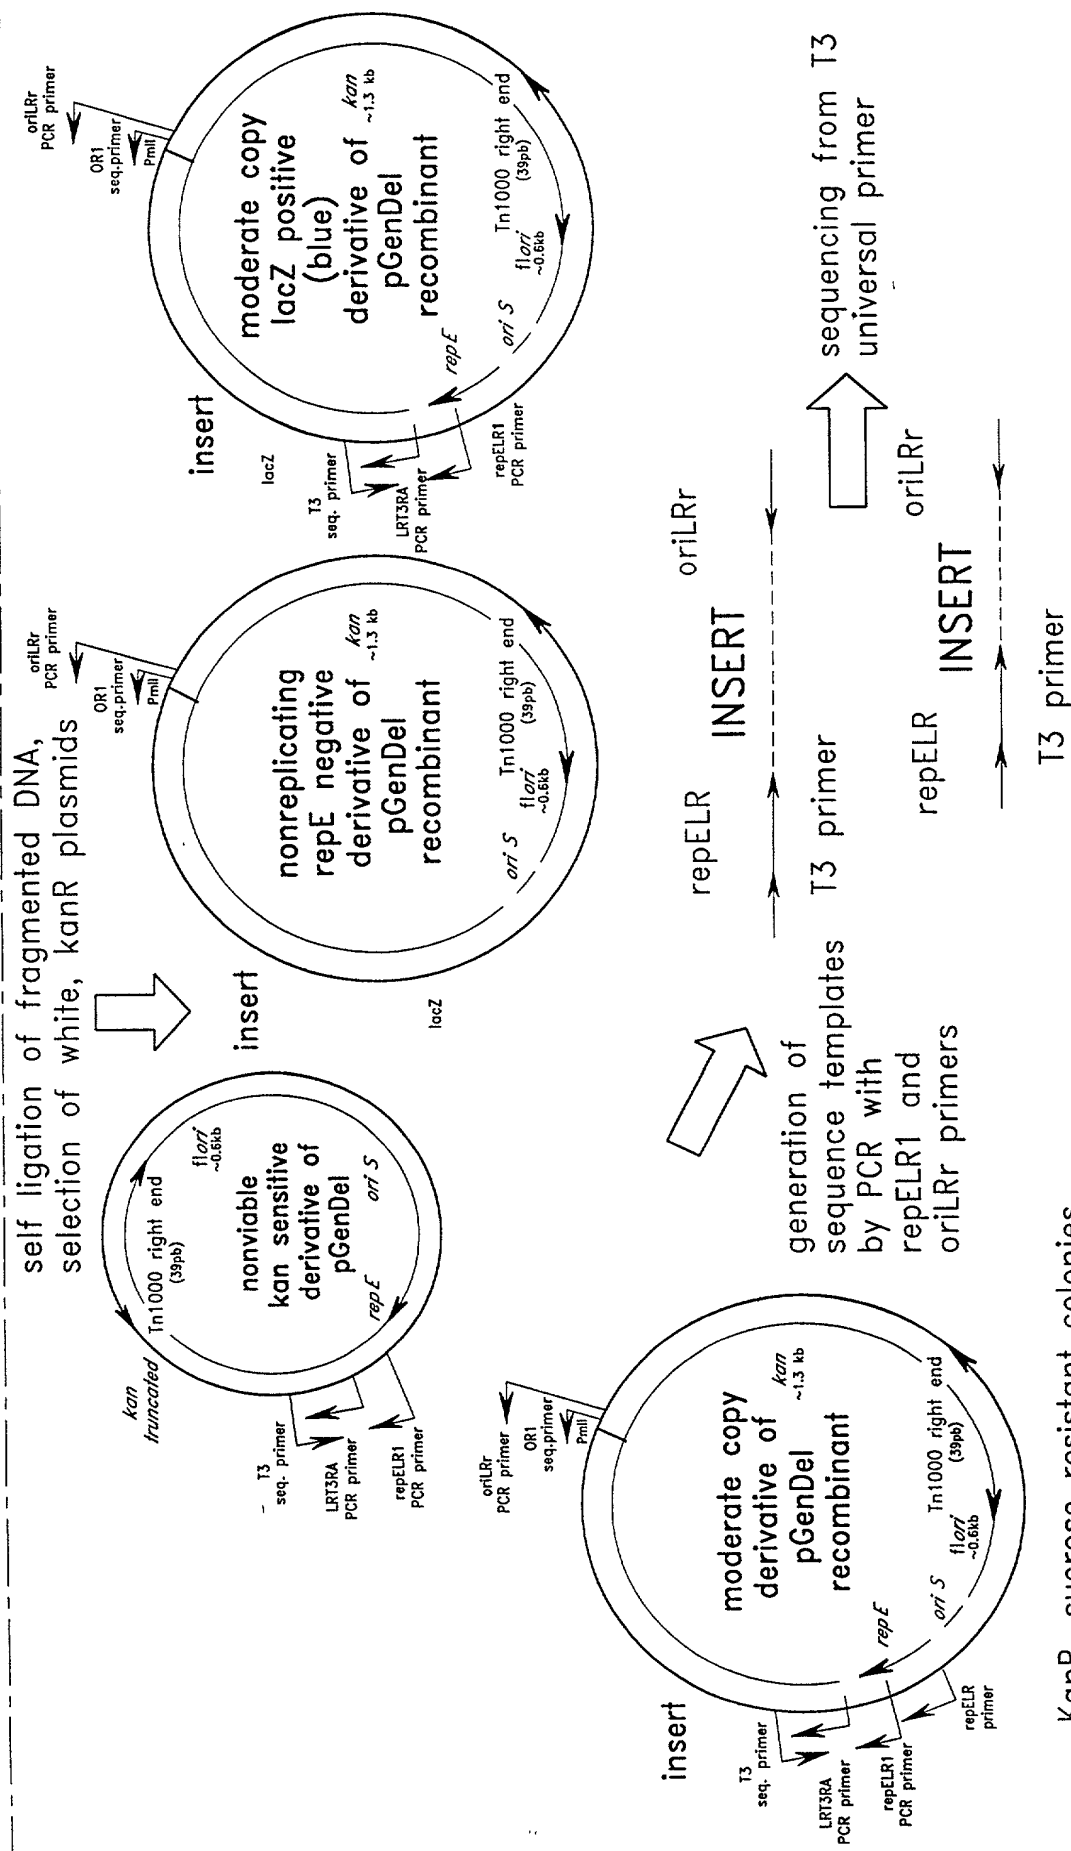 self ligation of fragmented DNA,
selection of white, kanR plasmids
kan
truncated
Tn1000 right end
(39pb)
flori
~0.6kb
nonviable
kan sensitive
derivative of
pGenDel
repE
ori S
T3
seq. primer
LRT3RA
PCR primer
repELR1
PCR primer
insert
lacZ
oriLRr
PCR primer
OR1
seq.primer
PmlI
nonreplicating
repE negative
derivative of
pGenDel
recombinant
kan
~1.3 kb
Tn1000 right end
(39pb)
flori
~0.6kb
ori S
insert
lacZ
oriLRr
PCR primer
OR1
seq.primer
PmlI
moderate copy
lacZ positive
(blue)
derivative of
pGenDel
recombinant
kan
~1.3 kb
Tn1000 right end
(39pb)
flori
~0.6kb
ori S
repE
T3
seq. primer
LRT3RA
PCR primer
repELR1
PCR primer
insert
oriLRr
PCR primer
OR1
seq.primer
PmlI
moderate copy
derivative of
pGenDel
recombinant
kan
~1.3 kb
Tn1000 right end
(39pb)
flori
~0.6kb
ori S
repE
T3
seq. primer
LRT3RA
PCR primer
repELR1
PCR primer
repELR
primer
generation of
sequence templates
by PCR with
repELR1 and
oriLRr primers
repELR
INSERT
oriLRr
T3 primer
repELR
INSERT
oriLRr
T3 primer
sequencing from T3
universal primer
KanR, sucrose resistant colonies